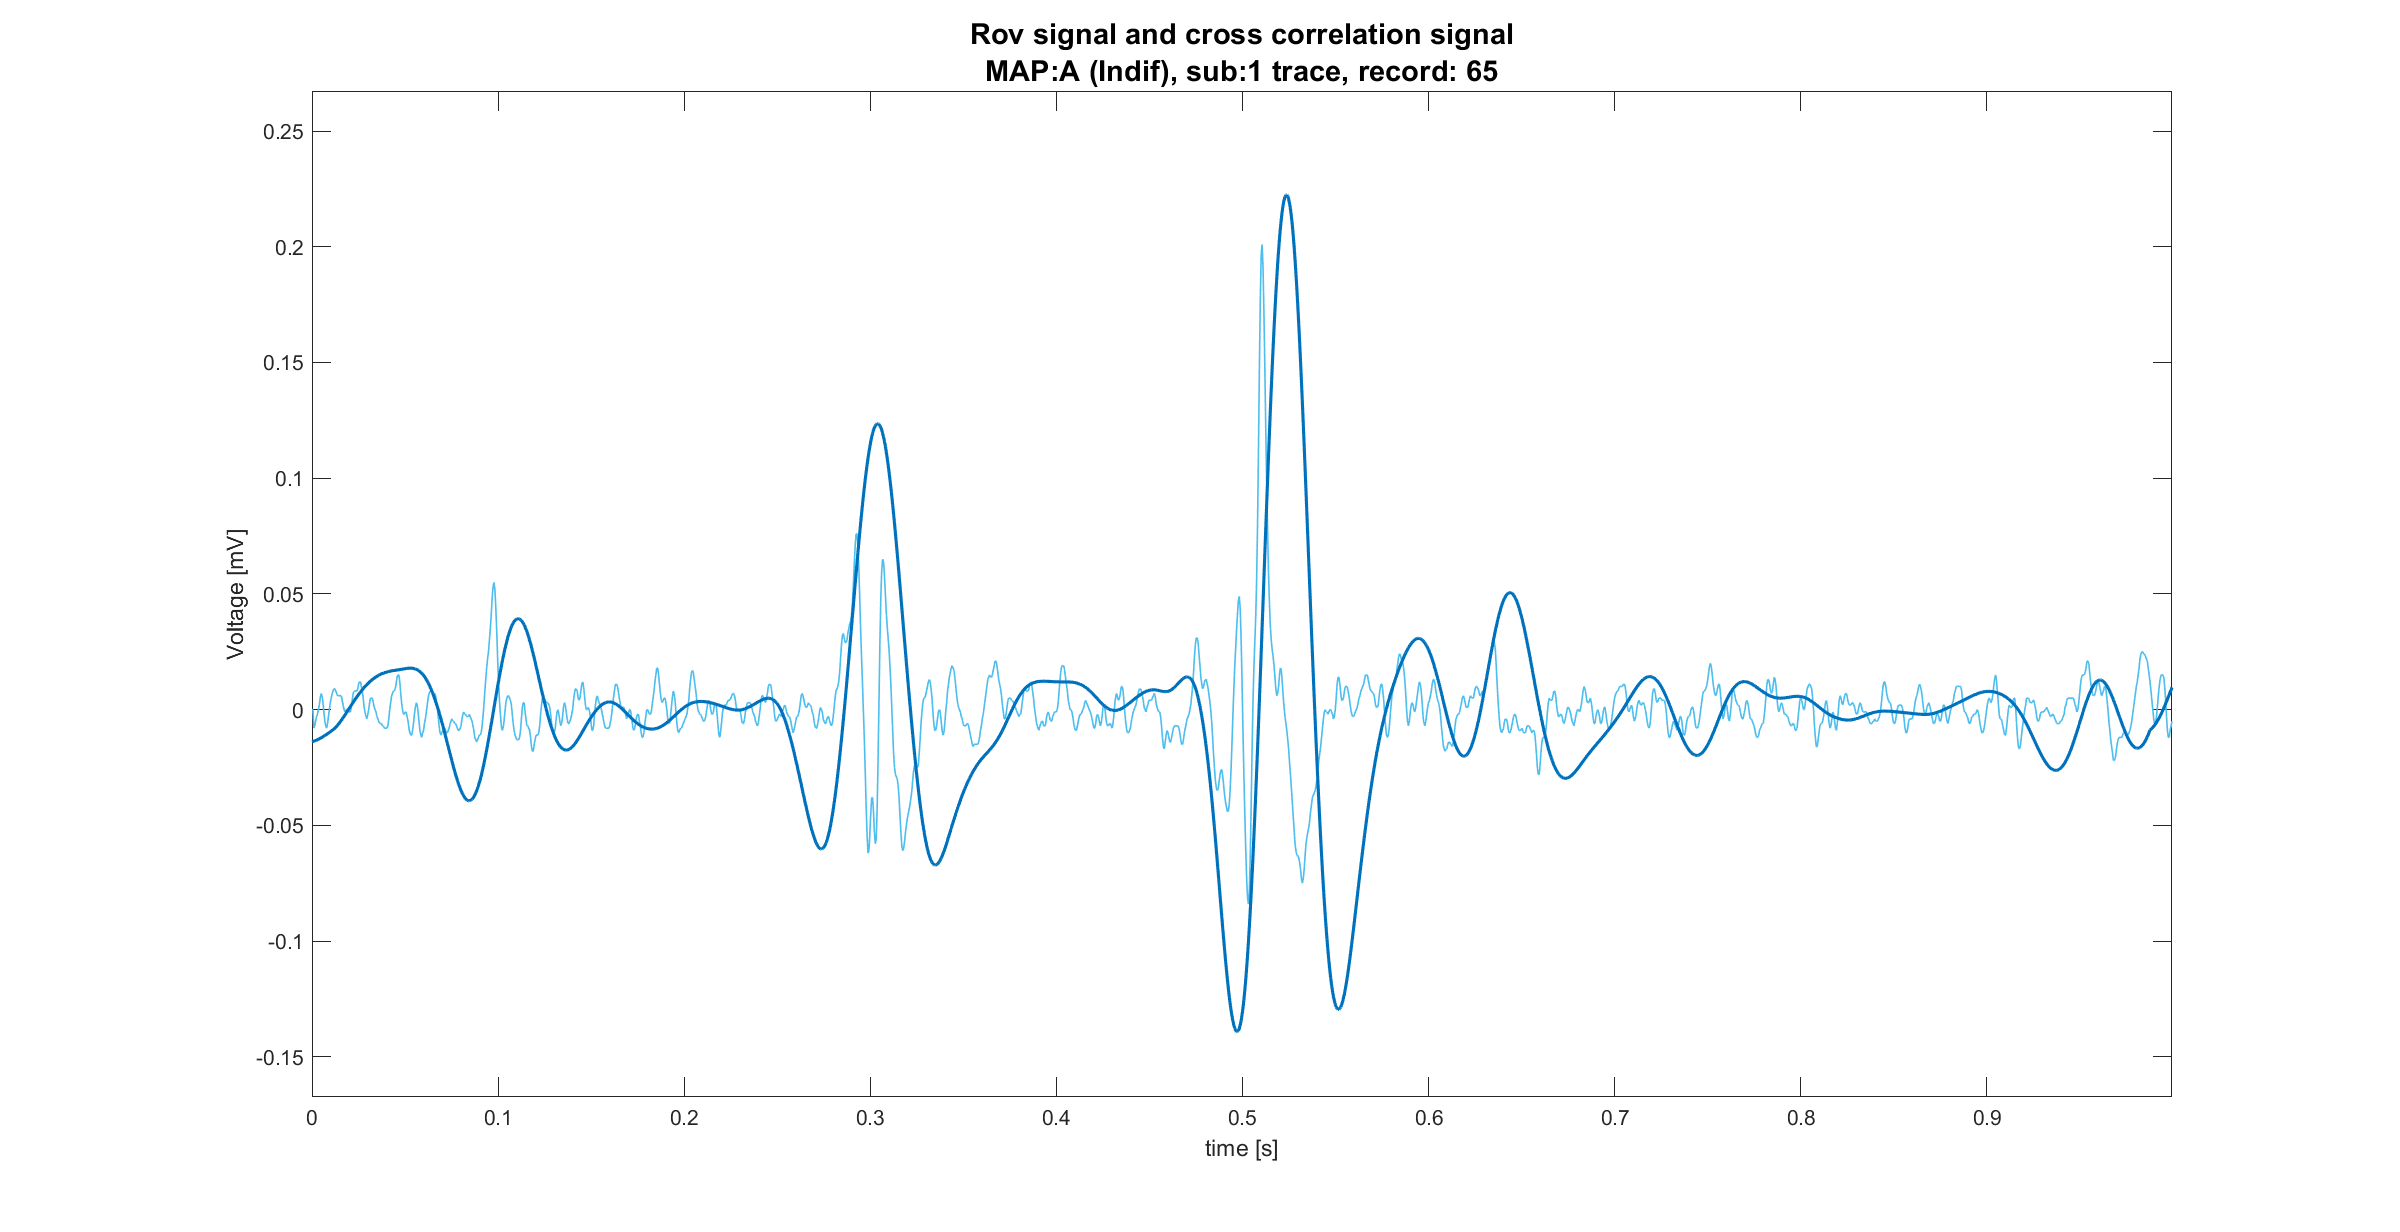 Rov signal and cross correlation signal
MAP:A (Indif), sub:1 trace, record: 65
0.25
0.2
0.15
0.1
0.05
0
-0.05
-0.1
-0.15
Voltage [mV]
0 0.1 0.2 0.3 0.4 0.5 0.6 0.7 0.8 0.9
time [s]